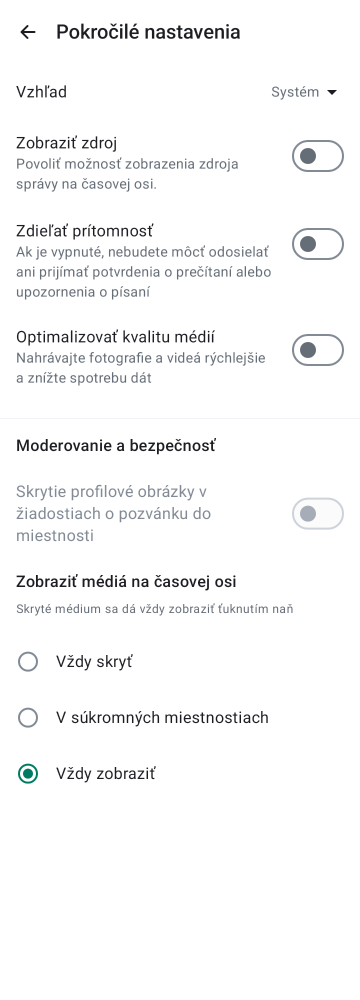 Pokročilé nastavenia
Vzhľad
Systém
Zobraziť zdroj
Povoliť možnosť zobrazenia zdroja
správy na časovej osi.
Zdieľať prítomnosť
Ak je vypnuté, nebudete môcť odosielať
ani prijímať potvrdenia o prečítaní alebo
upozornenia o písaní
Optimalizovať kvalitu médií
Nahrávajte fotografie a videá rýchlejšie
a znížte spotrebu dát
Moderovanie a bezpečnosť
Skrytie profilové obrázky v
žiadostiach o pozvánku do
miestnosti
Zobraziť médiá na časovej osi
Skryté médium sa dá vždy zobraziť ťuknutím naň
Vždy skryť
V súkromných miestnostiach
Vždy zobraziť